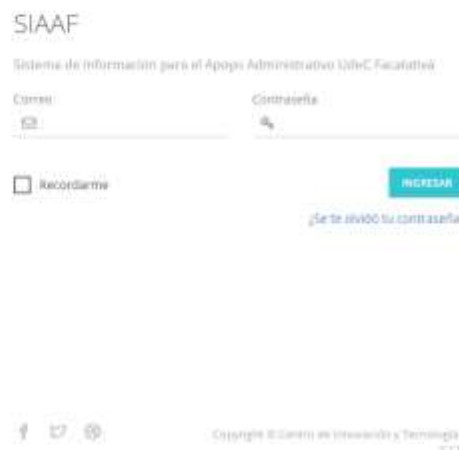 SIAAF
Sistema de Información para el Apoyo Administrativo UdeC Facatativá
Correo Contraseña
Recordarme INGRESAR
¿Se te olvidó tu contraseña
Copyright © Centro de Innovación y Tecnología